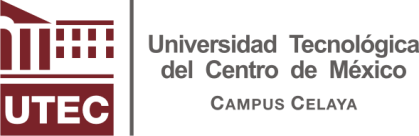 UTEC
Universidad Tecnológica
del Centro de México
CAMPUS CELAYA